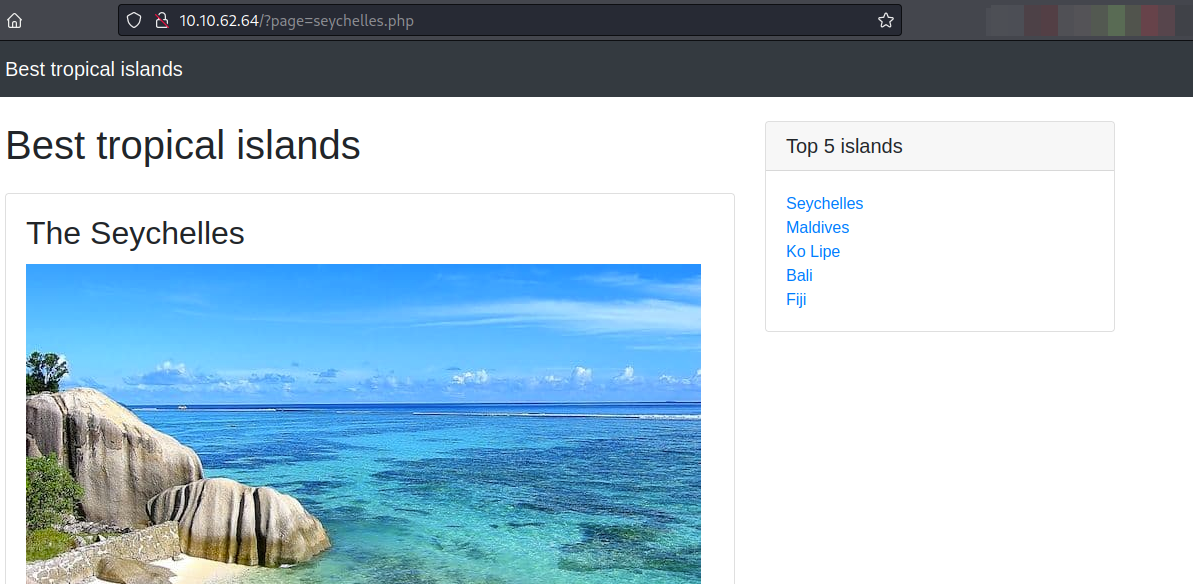 10.10.62.64/?page=seychelles.php
Best tropical islands
Best tropical islands
The Seychelles
Top 5 islands
Seychelles
Maldives
Ko Lipe
Bali
Fiji